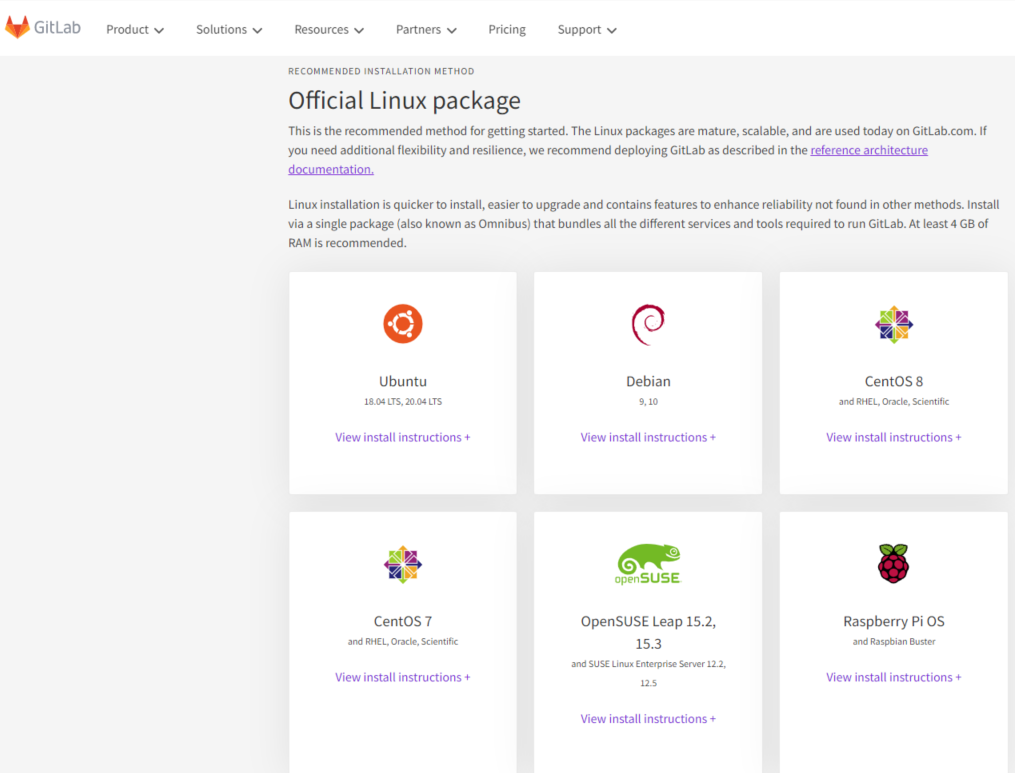 GitLab Product Solutions Resources Partners Pricing Support
RECOMMENDED INSTALLATION METHOD
Official Linux package
This is the recommended method for getting started. The Linux packages are mature, scalable, and are used today on GitLab.com. If
you need additional flexibility and resilience, we recommend deploying GitLab as described in the reference architecture
documentation.
Linux installation is quicker to install, easier to upgrade and contains features to enhance reliability not found in other methods. Install
via a single package (also known as Omnibus) that bundles all the different services and tools required to run GitLab. At least 4 GB of
RAM is recommended.
Ubuntu
18.04 LTS, 20.04 LTS
View install instructions +
Debian
9, 10
View install instructions +
CentOS 8
and RHEL, Oracle, Scientific
View install instructions +
CentOS 7
and RHEL, Oracle, Scientific
View install instructions +
openSUSE
OpenSUSE Leap 15.2,
15.3
and SUSE Linux Enterprise Server 12.2,
12.5
View install instructions +
Raspberry Pi OS
and Raspbian Buster
View install instructions +